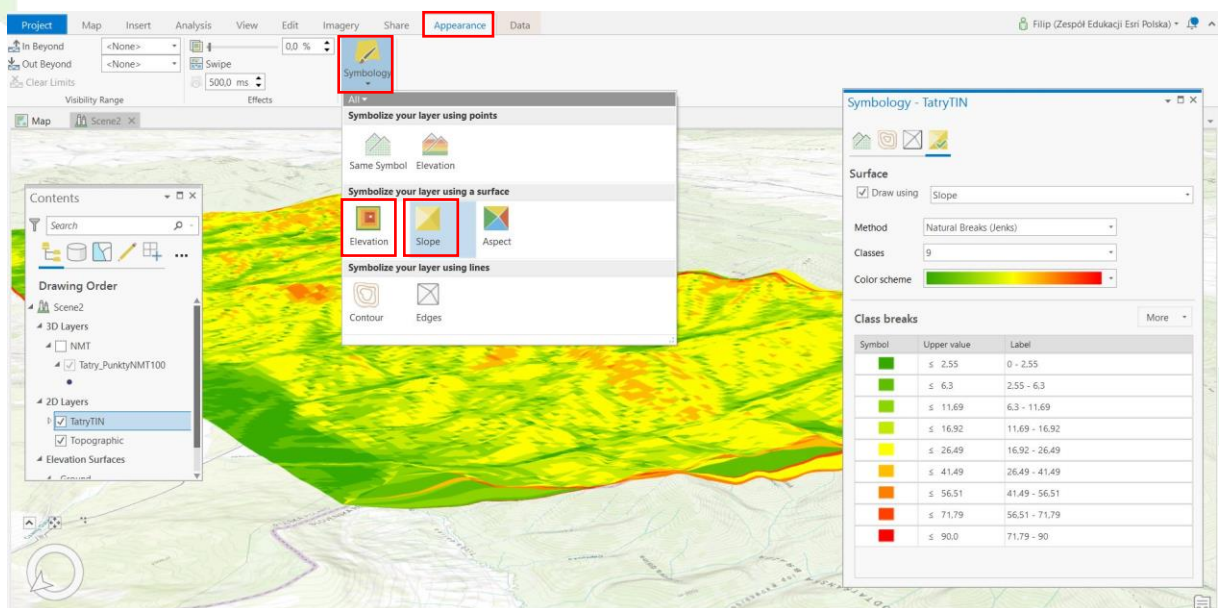 Project Map Insert Analysis View Edit Imagery Share Appearance Data Filip (Zespół Edukacji Esri Polska)
In Beyond <None> 0,0 %
Out Beyond <None> Swipe
Clear Limits 500,0 ms
Symbology
Visibility Range Effects
Map Scene2
All
Symbolize your layer using points
Same Symbol Elevation
Symbolize your layer using a surface
Elevation Slope Aspect
Symbolize your layer using lines
Contour Edges
Contents
Search
Drawing Order
Scene2
3D Layers
NMT
Tatry_PunktyNMT100
2D Layers
TatryTIN
Topographic
Elevation Surfaces
Ground
Symbology - TatryTIN
Surface
Draw using Slope
Method Natural Breaks (Jenks)
Classes 9
Color scheme
Class breaks More
Symbol Upper value Label
≤ 2,55 0 - 2,55
≤ 6,3 2,55 - 6,3
≤ 11,69 6,3 - 11,69
≤ 16,92 11,69 - 16,92
≤ 26,49 16,92 - 26,49
≤ 41,49 26,49 - 41,49
≤ 56,51 41,49 - 56,51
≤ 71,79 56,51 - 71,79
≤ 90,0 71,79 - 90